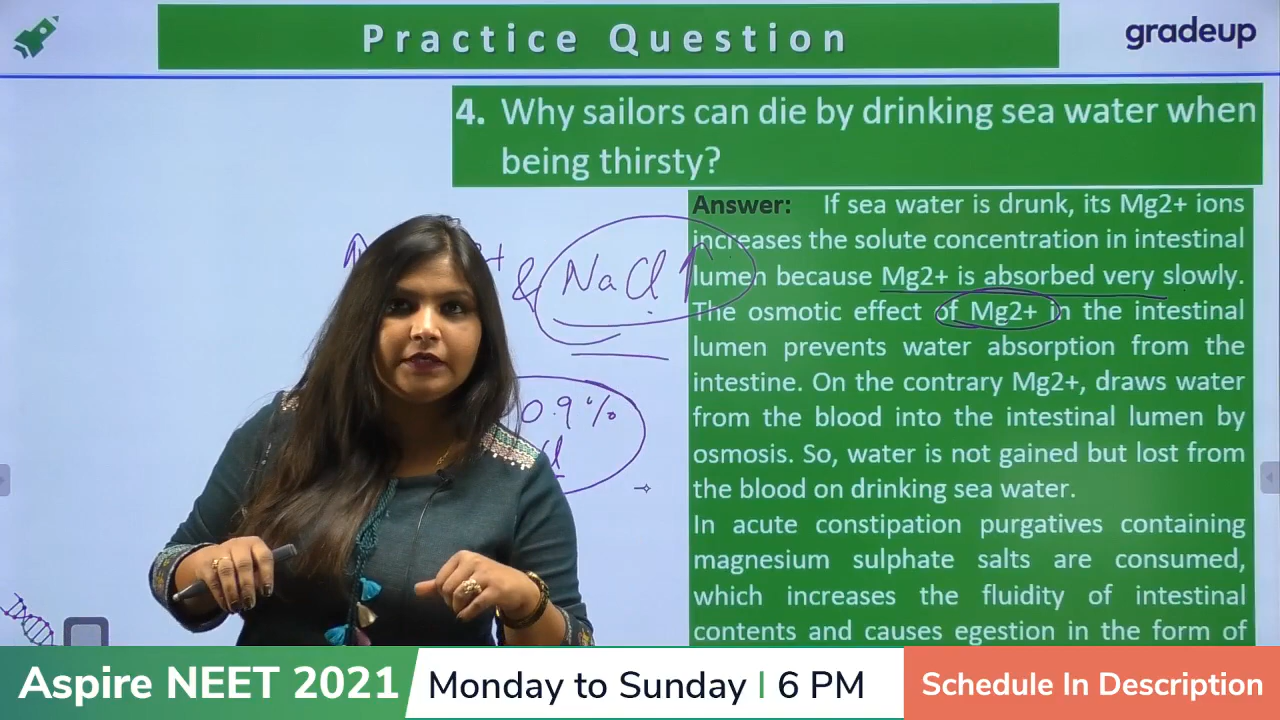 Practice Question
gradeup
4. Why sailors can die by drinking sea water when
being thirsty?
Answer: If sea water is drunk, its Mg2+ ions
increases the solute concentration in intestinal
lumen because Mg2+ is absorbed very slowly.
The osmotic effect of Mg2+ in the intestinal
lumen prevents water absorption from the
intestine. On the contrary Mg2+, draws water
from the blood into the intestinal lumen by
osmosis. So, water is not gained but lost from
the blood on drinking sea water.
In acute constipation purgatives containing
magnesium sulphate salts are consumed,
which increases the fluidity of intestinal
contents and causes egestion in the form of
& NaCl ↑
0.9%
Aspire NEET 2021
Monday to Sunday | 6 PM
Schedule In Description